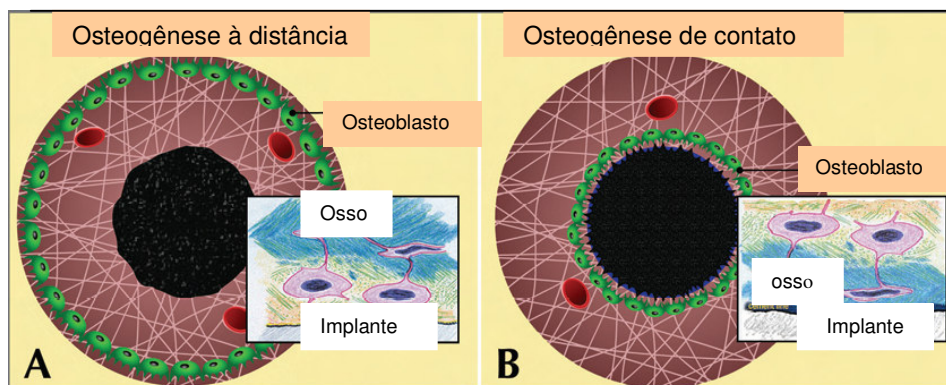 Osteogênese à distância
Osteoblasto
Osso
Implante
A
Osteogênese de contato
Osteoblasto
osso
Implante
B